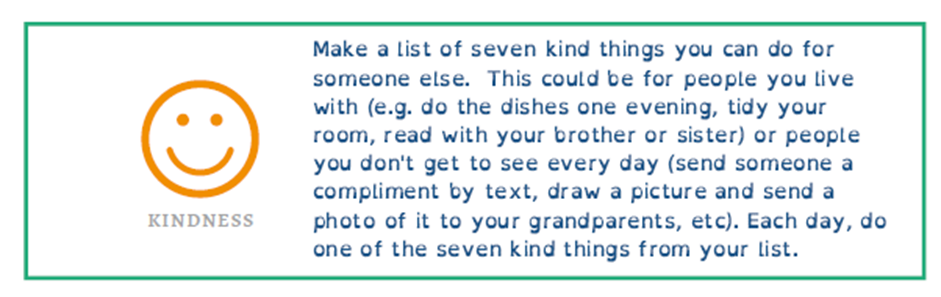 Make a list of seven kind things you can do for
someone else.  This could be for people you live
with (e.g. do the dishes one evening, tidy your
room, read with your brother or sister) or people
you don't get to see every day (send someone a
compliment by text, draw a picture and send a
photo of it to your grandparents, etc). Each day, do
one of the seven kind things from your list.
KINDNESS